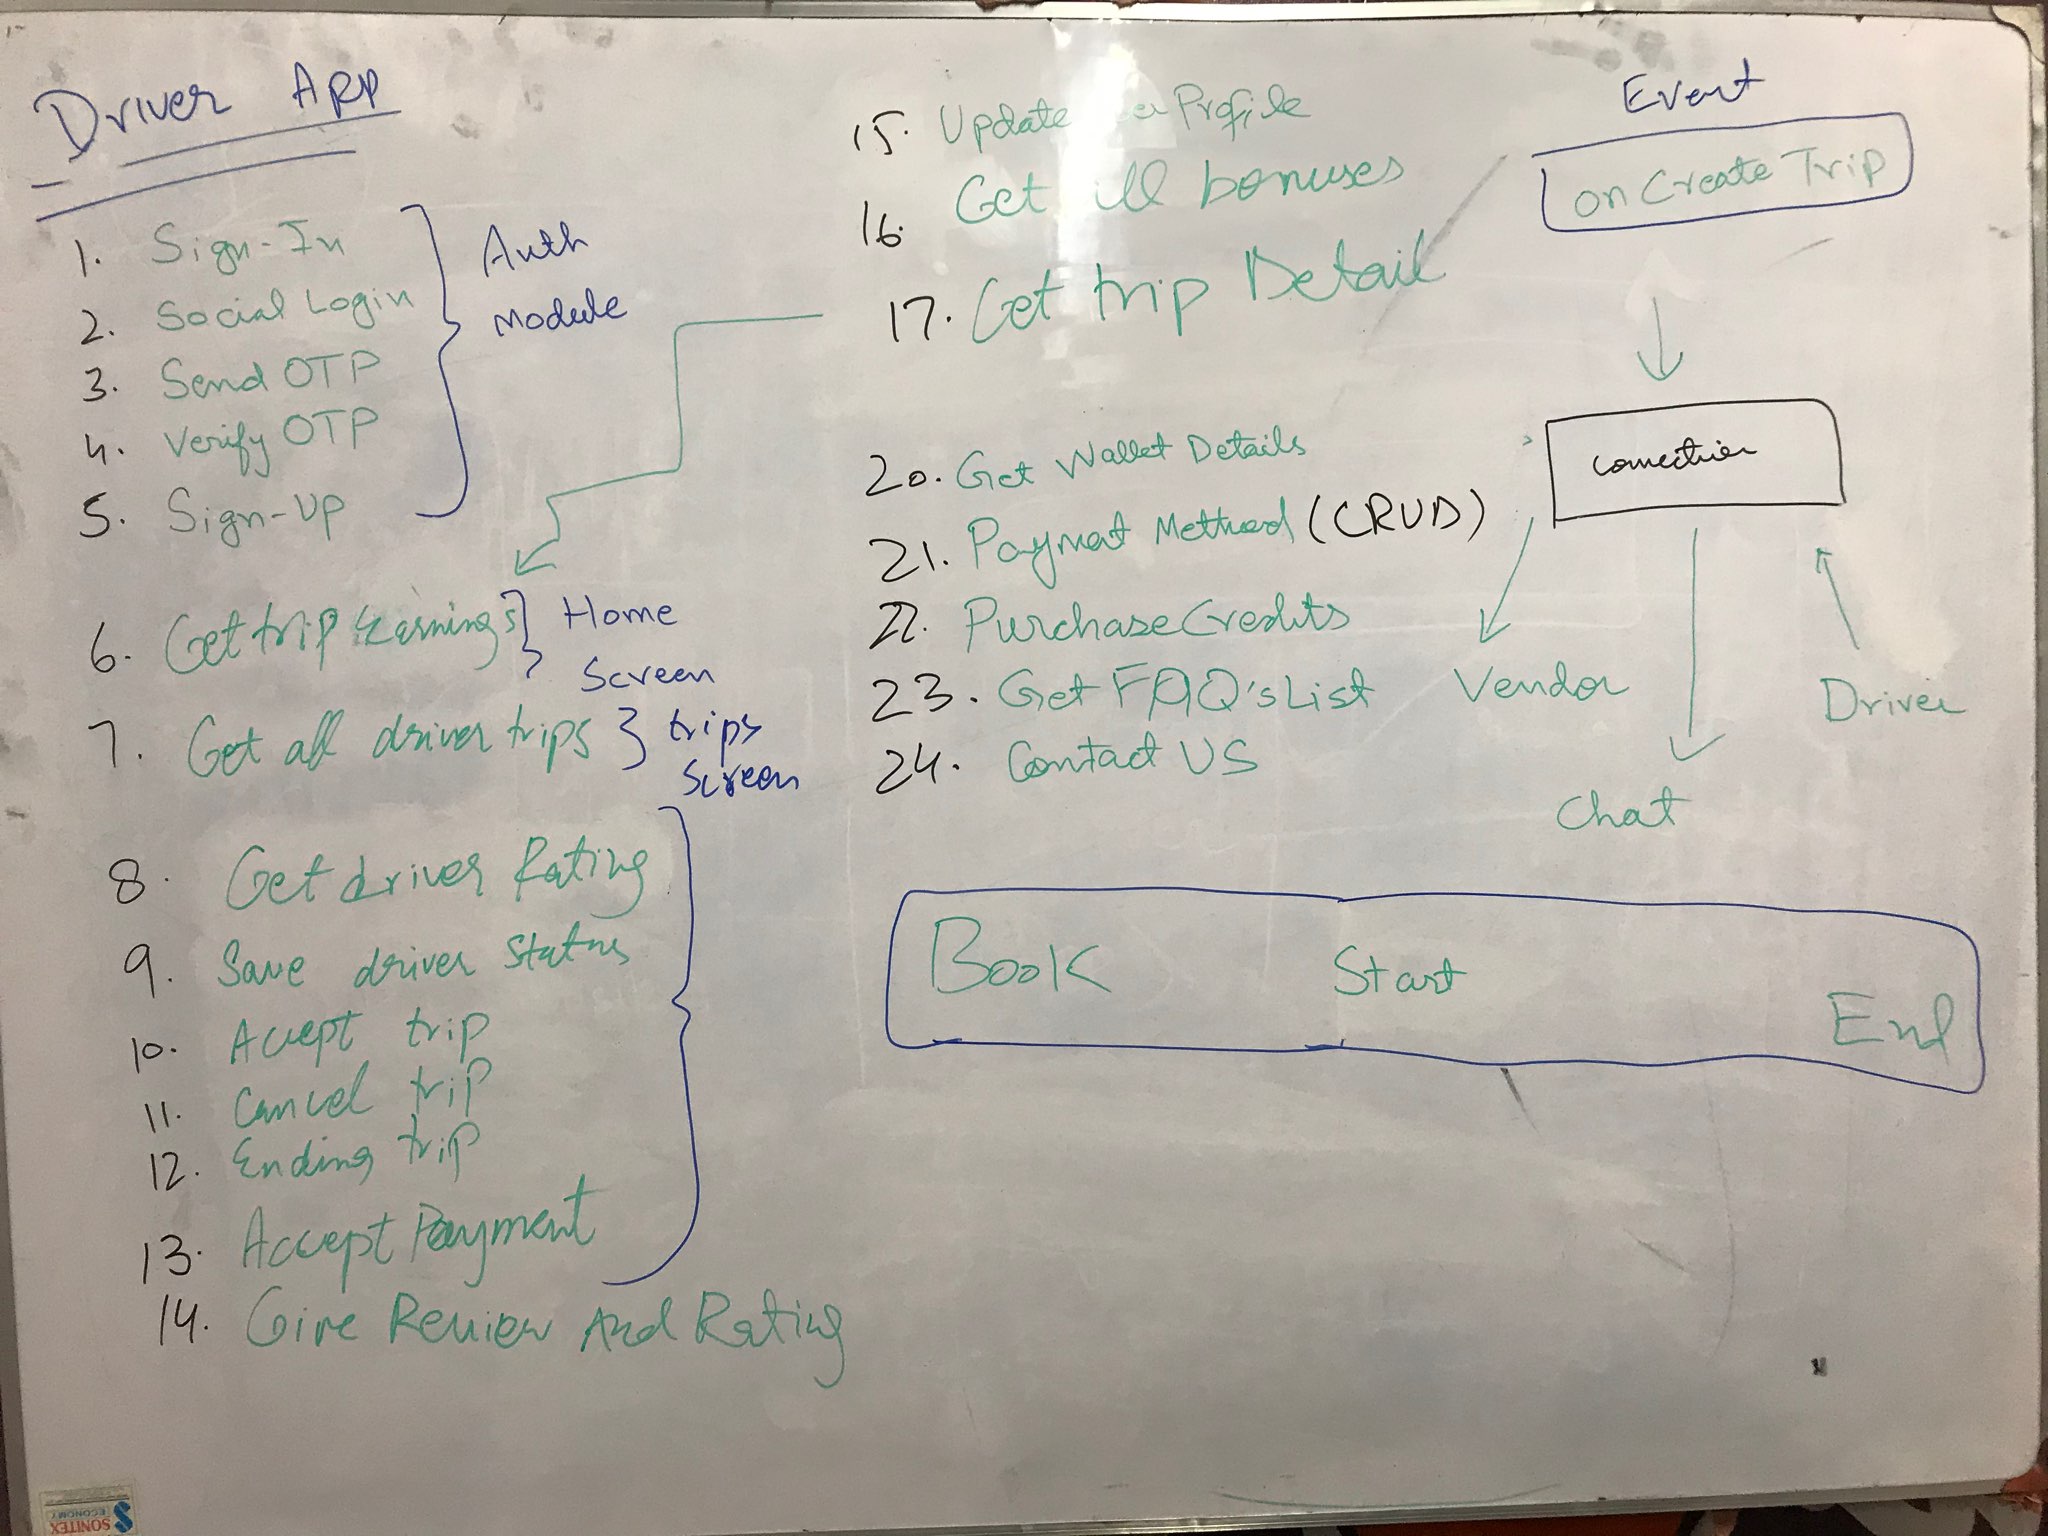 Driver App
1. Sign-In
2. Social Login
3. Send OTP
4. Verify OTP
5. Sign-Up
Auth
Module
6. Get trip Earnings
Home
Screen
7. Get all driver trips
trips
Screen
8. Get driver Rating
9. Save driver Status
10. Accept trip
11. Cancel trip
12. Ending trip
13. Accept Payment
14. Give Review And Rating
15. Update Profile
16. Get all bonuses
17. Get trip Detail
20. Get Wallet Details
21. Payment Method (CRUD)
22. Purchase Credits
23. Get FAQ's List
24. Contact US
Event
on Create Trip
Connection
Vendor
Driver
Chat
Book
Start
End
SONITEX
ECONOMY